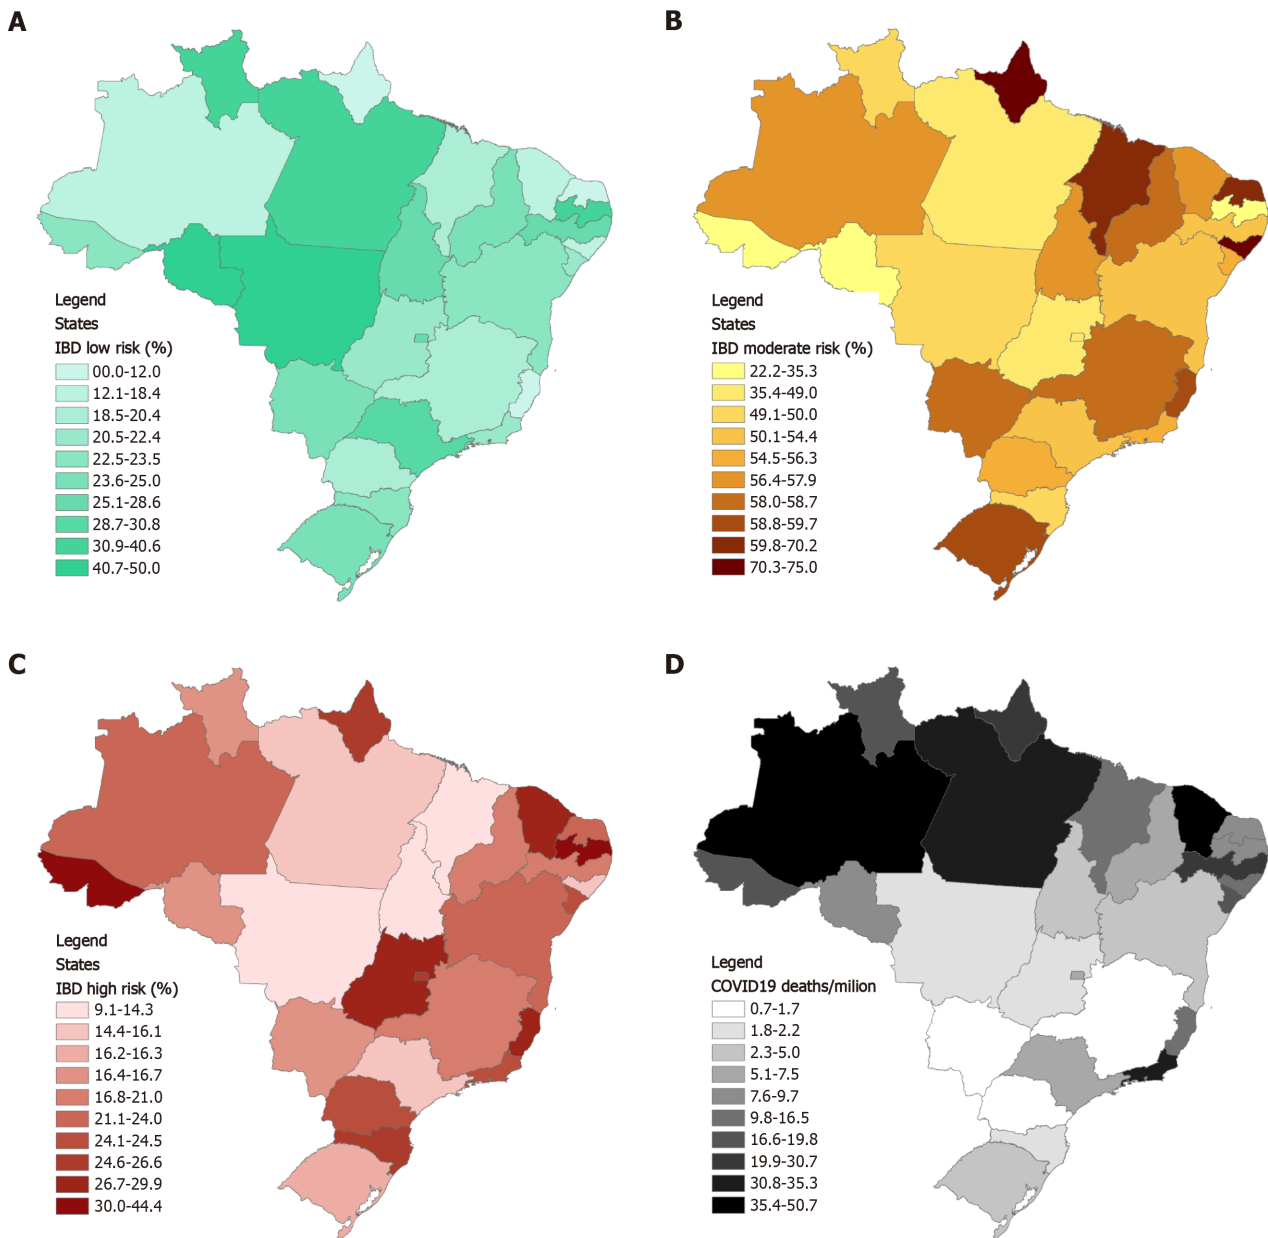 A
Legend
States
IBD low risk (%)
00.0-12.0
12.1-18.4
18.5-20.4
20.5-22.4
22.5-23.5
23.6-25.0
25.1-28.6
28.7-30.8
30.9-40.6
40.7-50.0
B
Legend
States
IBD moderate risk (%)
22.2-35.3
35.4-49.0
49.1-50.0
50.1-54.4
54.5-56.3
56.4-57.9
58.0-58.7
58.8-59.7
59.8-70.2
70.3-75.0
C
Legend
States
IBD high risk (%)
9.1-14.3
14.4-16.1
16.2-16.3
16.4-16.7
16.8-21.0
21.1-24.0
24.1-24.5
24.6-26.6
26.7-29.9
30.0-44.4
D
Legend
COVID19 deaths/milion
0.7-1.7
1.8-2.2
2.3-5.0
5.1-7.5
7.6-9.7
9.8-16.5
16.6-19.8
19.9-30.7
30.8-35.3
35.4-50.7